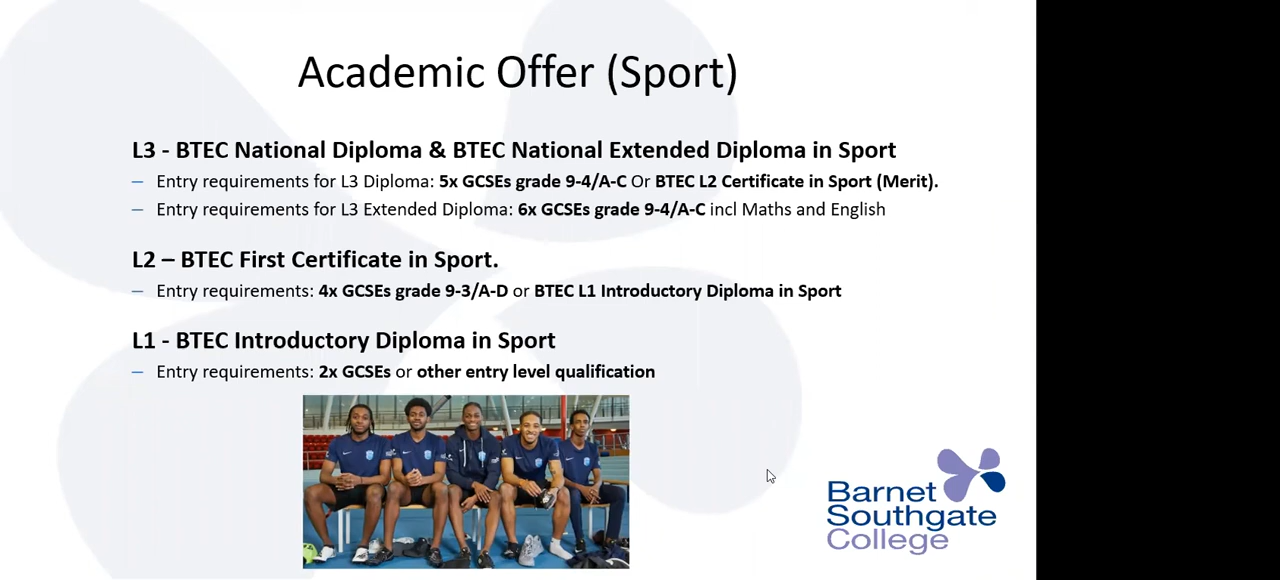 Academic Offer (Sport)
L3 - BTEC National Diploma & BTEC National Extended Diploma in Sport
– Entry requirements for L3 Diploma: 5x GCSEs grade 9-4/A-C Or BTEC L2 Certificate in Sport (Merit).
– Entry requirements for L3 Extended Diploma: 6x GCSEs grade 9-4/A-C incl Maths and English
L2 – BTEC First Certificate in Sport.
– Entry requirements: 4x GCSEs grade 9-3/A-D or BTEC L1 Introductory Diploma in Sport
L1 - BTEC Introductory Diploma in Sport
– Entry requirements: 2x GCSEs or other entry level qualification
Barnet
Southgate
College